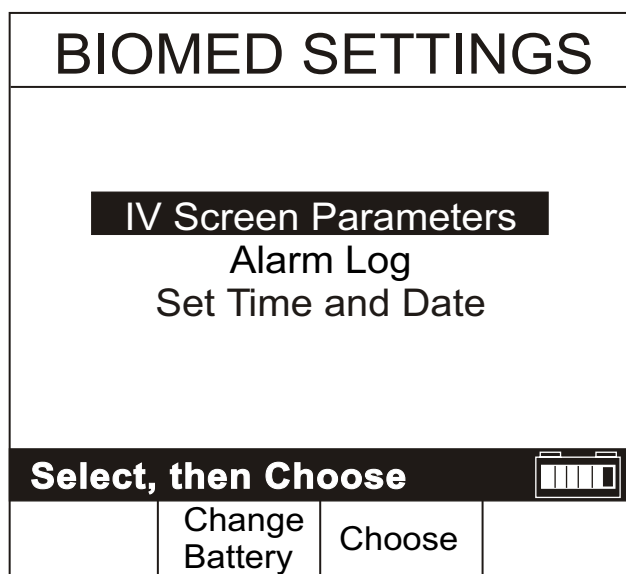 BIOMED SETTINGS
IV Screen Parameters
Alarm Log
Set Time and Date
Select, then Choose
Change
Battery
Choose